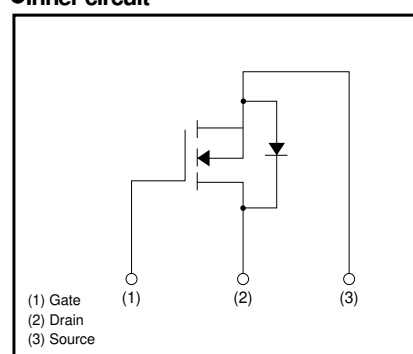 ●Inner circuit
(1) Gate
(2) Drain
(3) Source
(1)
(2)
(3)